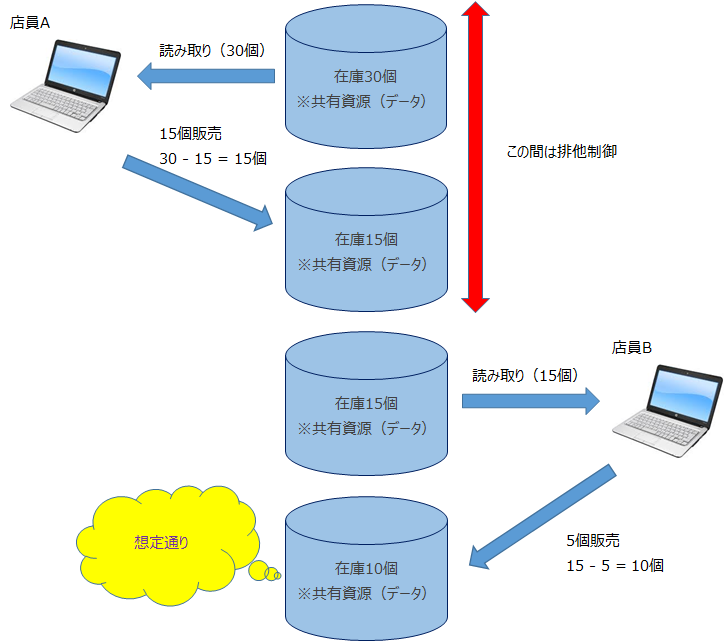 店員A
読み取り（30個）
在庫30個
※共有資源（データ）
15個販売
30 - 15 = 15個
この間は排他制御
在庫15個
※共有資源（データ）
店員B
読み取り（15個）
在庫15個
※共有資源（データ）
想定通り
5個販売
15 - 5 = 10個
在庫10個
※共有資源（データ）